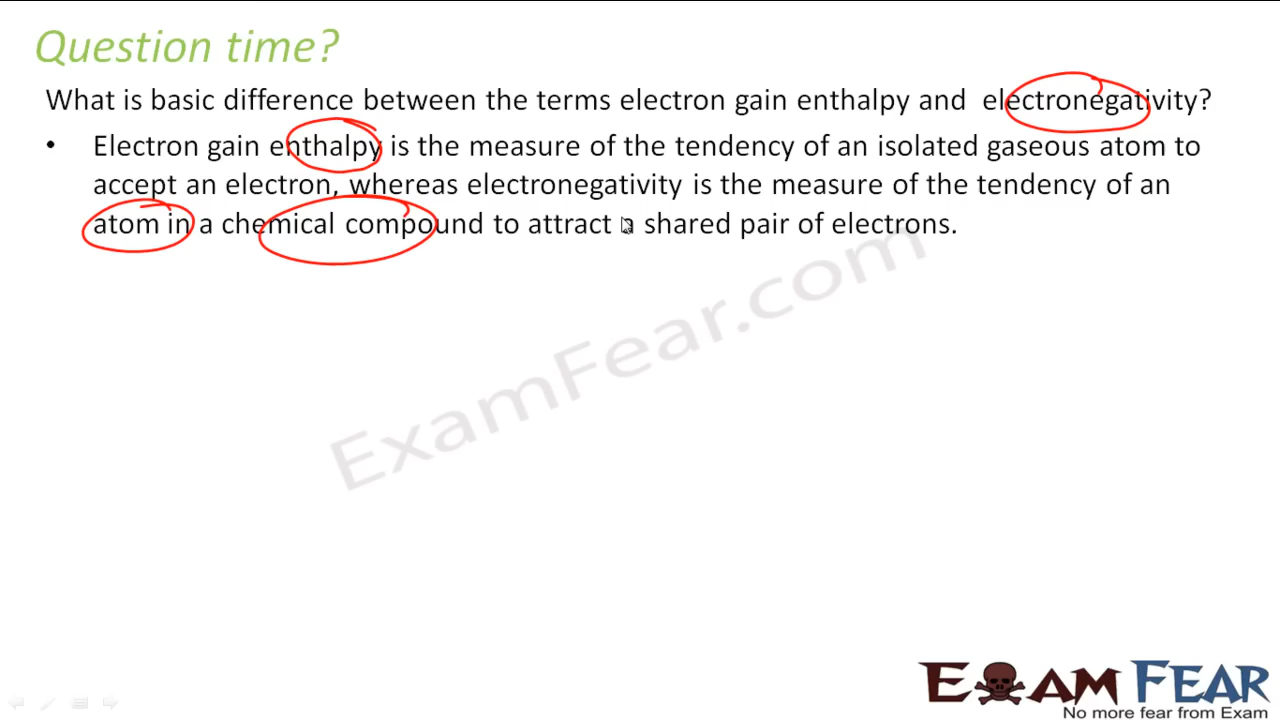 Question time?
What is basic difference between the terms electron gain enthalpy and electronegativity?
• Electron gain enthalpy is the measure of the tendency of an isolated gaseous atom to
accept an electron, whereas electronegativity is the measure of the tendency of an
atom in a chemical compound to attract a shared pair of electrons.
ExamFear.com
EXAM FEAR
No more fear from Exam